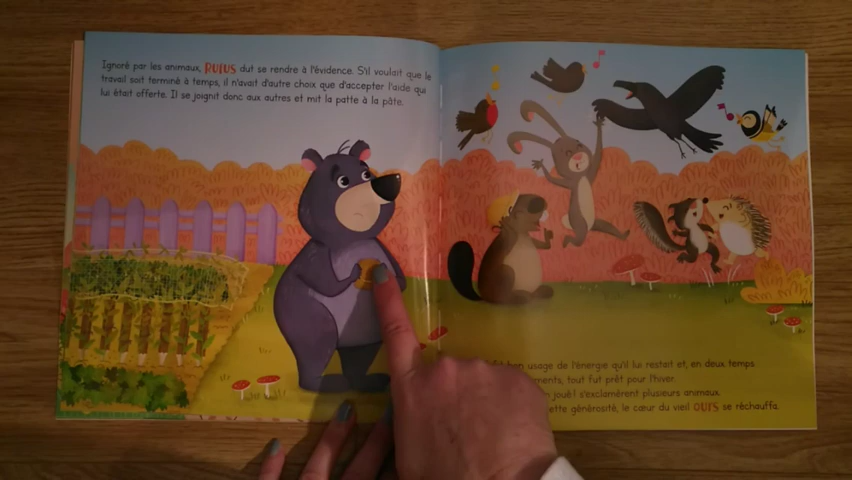 Ignoré par les animaux, RUFUS dut se rendre à l'évidence. S'il voulait que le
travail soit terminé à temps, il n'avait d'autre choix que d'accepter l'aide qui
lui était offerte. Il se joignit donc aux autres et mit la patte à la pâte.
bon usage de l'énergie qu'il lui restait et, en deux temps
tout fut prêt pour l'hiver.
joué! s'exclamèrent plusieurs animaux.
générosité, le cœur du vieil OURS se réchauffa.